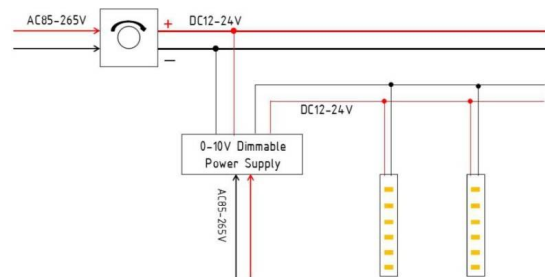 AC85-265V
+
DC12-24V
−
DC12-24V
0-10V Dimmable
Power Supply
AC85-265V